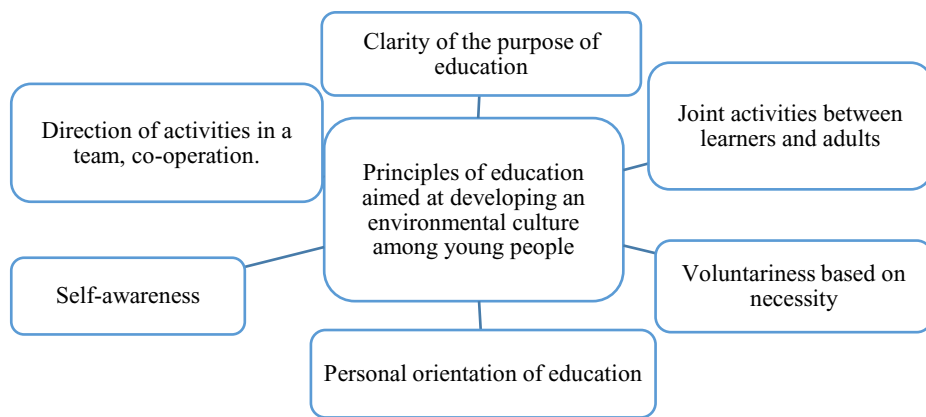 Clarity of the purpose of
education
Direction of activities in a
team, co-operation.
Joint activities between
learners and adults
Principles of education
aimed at developing an
environmental culture
among young people
Self-awareness
Voluntariness based on
necessity
Personal orientation of education